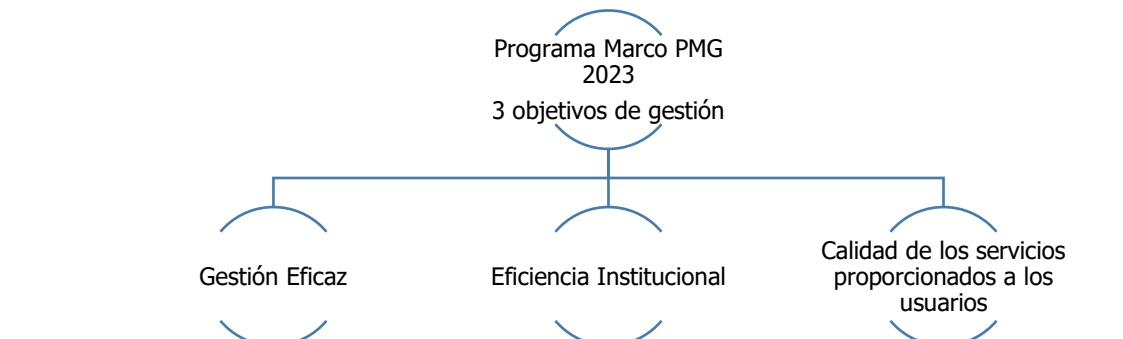 Programa Marco PMG
2023
3 objetivos de gestión
Gestión Eficaz
Eficiencia Institucional
Calidad de los servicios
proporcionados a los
usuarios